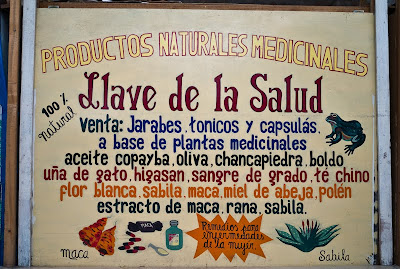 PRODUCTOS NATURALES MEDICINALES
Llave de la Salud
100% natural
venta: Jarabes, tonicos y capsulás,
a base de plantas medicinales
aceite copayba, oliva, chancapiedra, boldo
uña de gato, higasan, sangre de grado, té chino
flor blanca, sabila, maca, miel de abeja, polén
estracto de maca, rana, sabila.
MACA
Remedios para
enfermedades
de la mujer
maca
Sabila